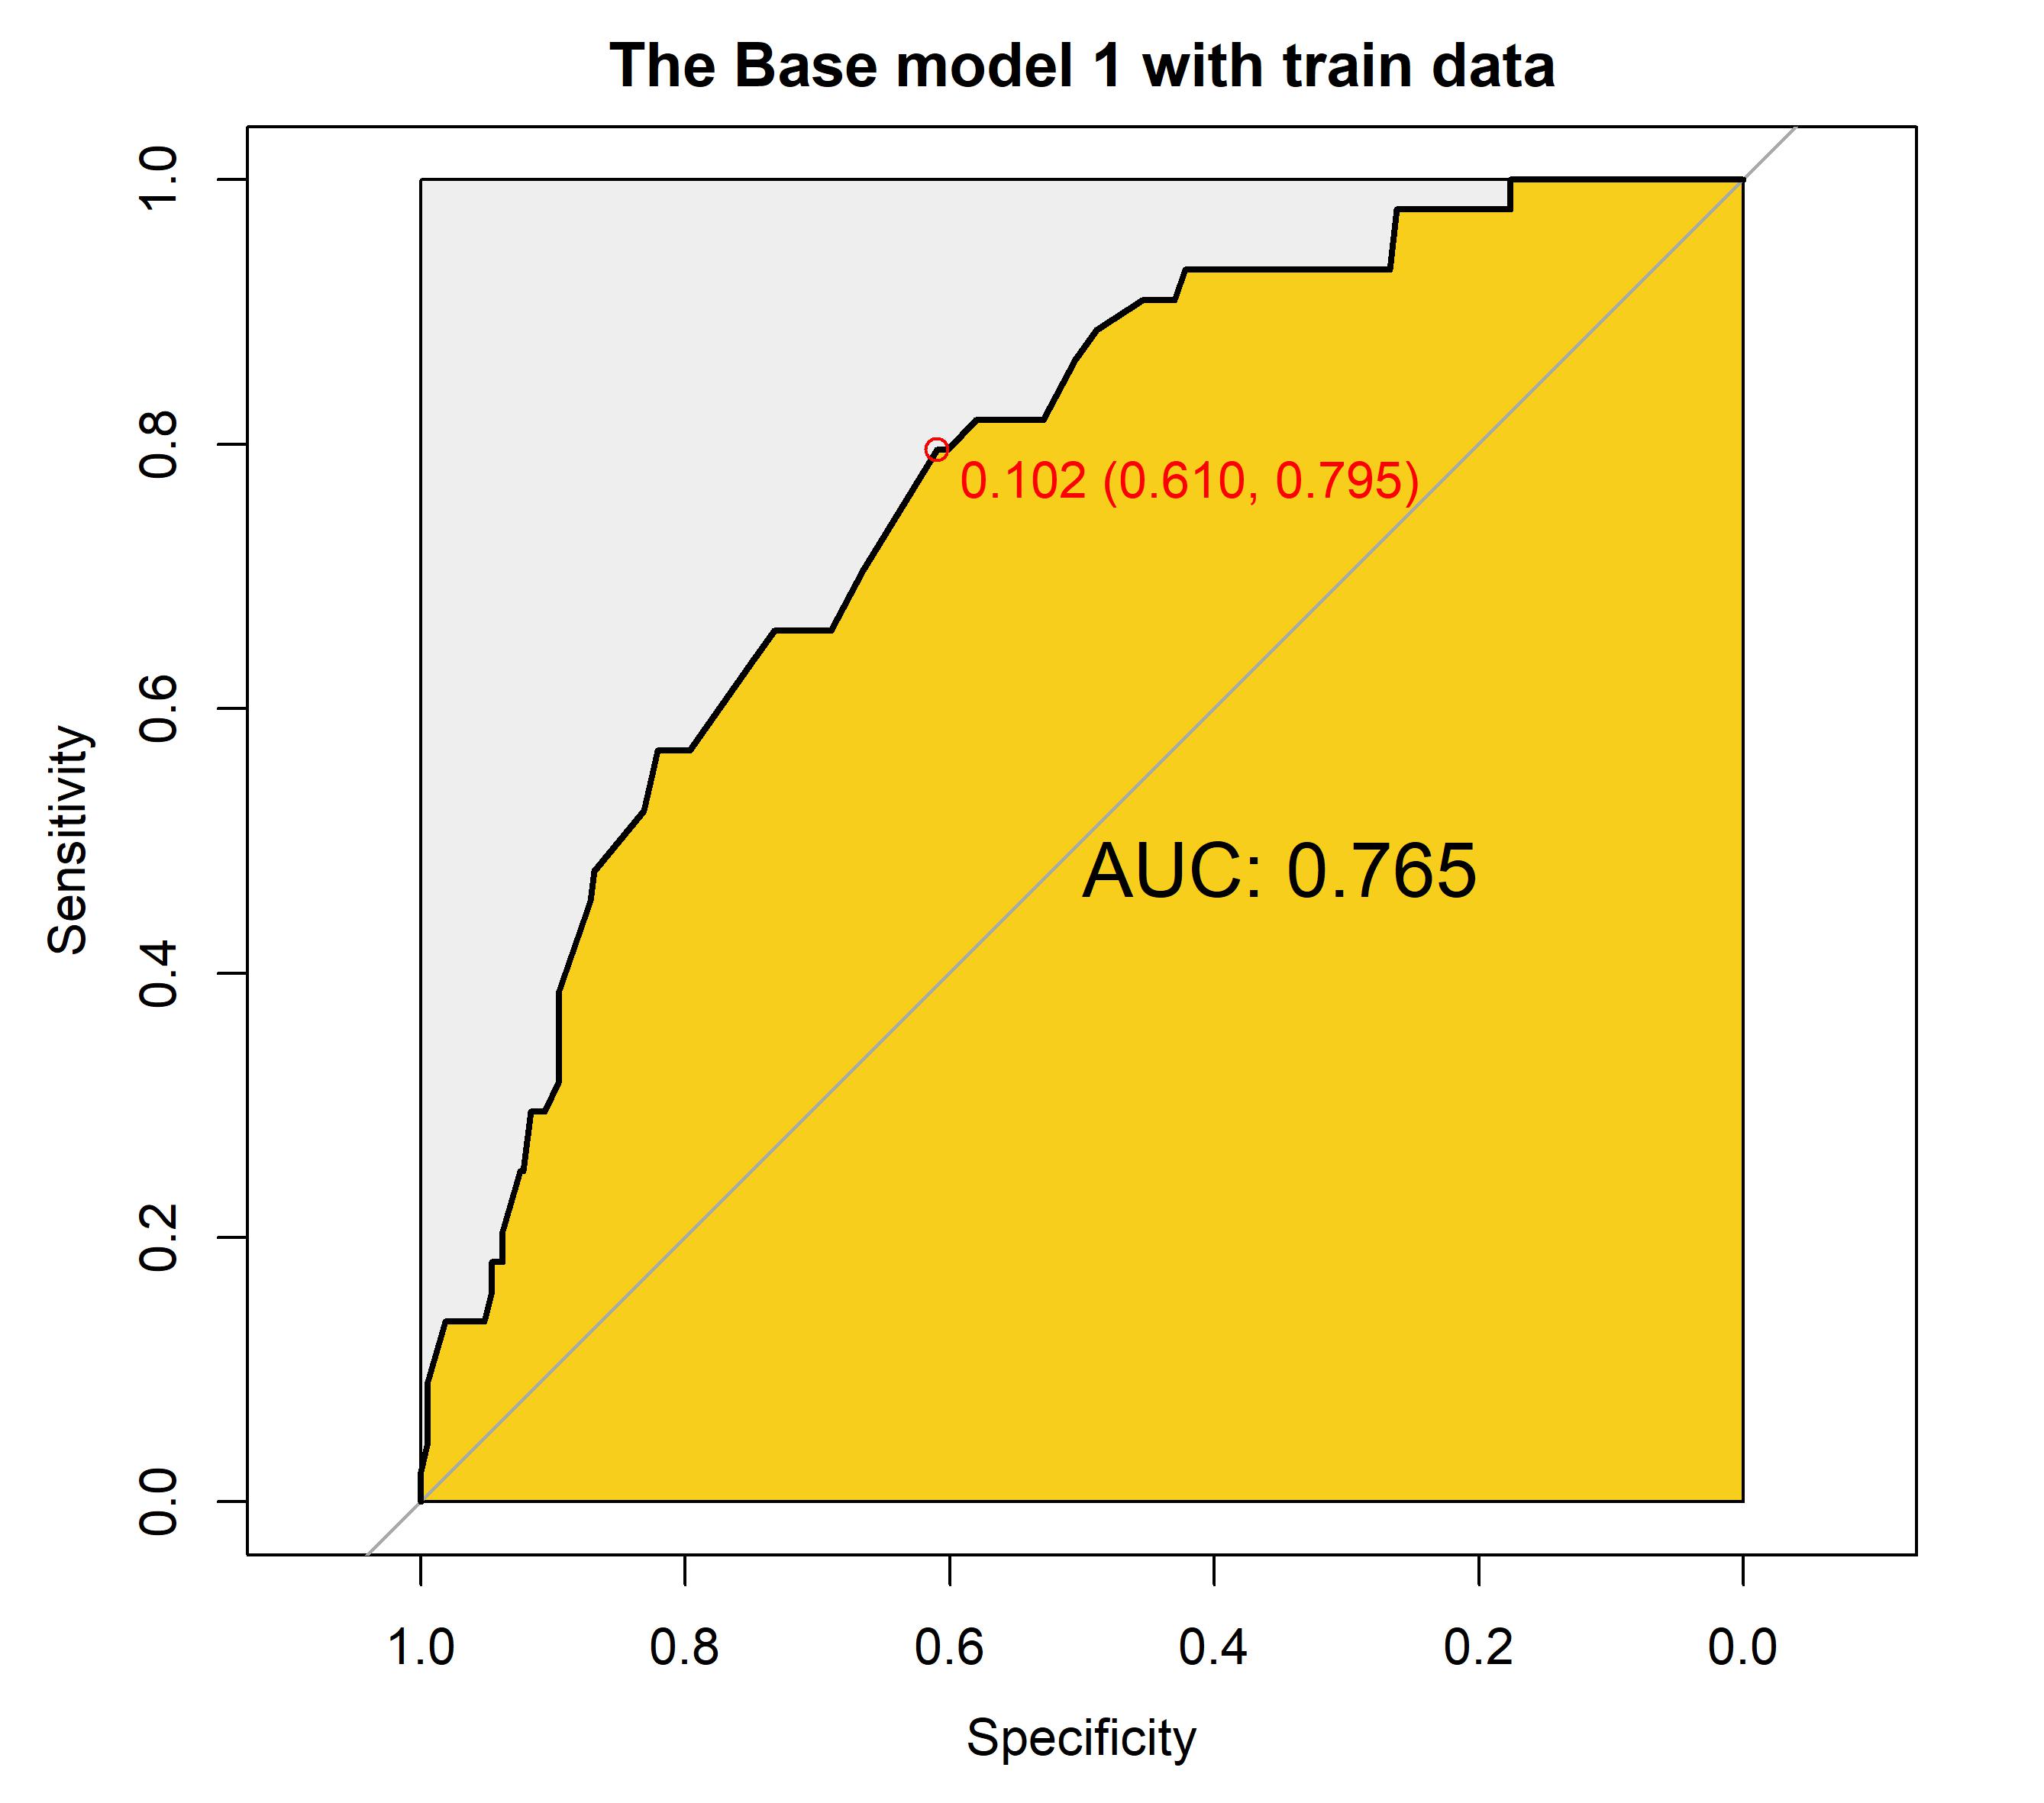 The Base model 1 with train data
1.0
0.8
0.6
0.4
0.2
0.0
Sensitivity
0.102 (0.610, 0.795)
AUC: 0.765
1.0 0.8 0.6 0.4 0.2 0.0
Specificity